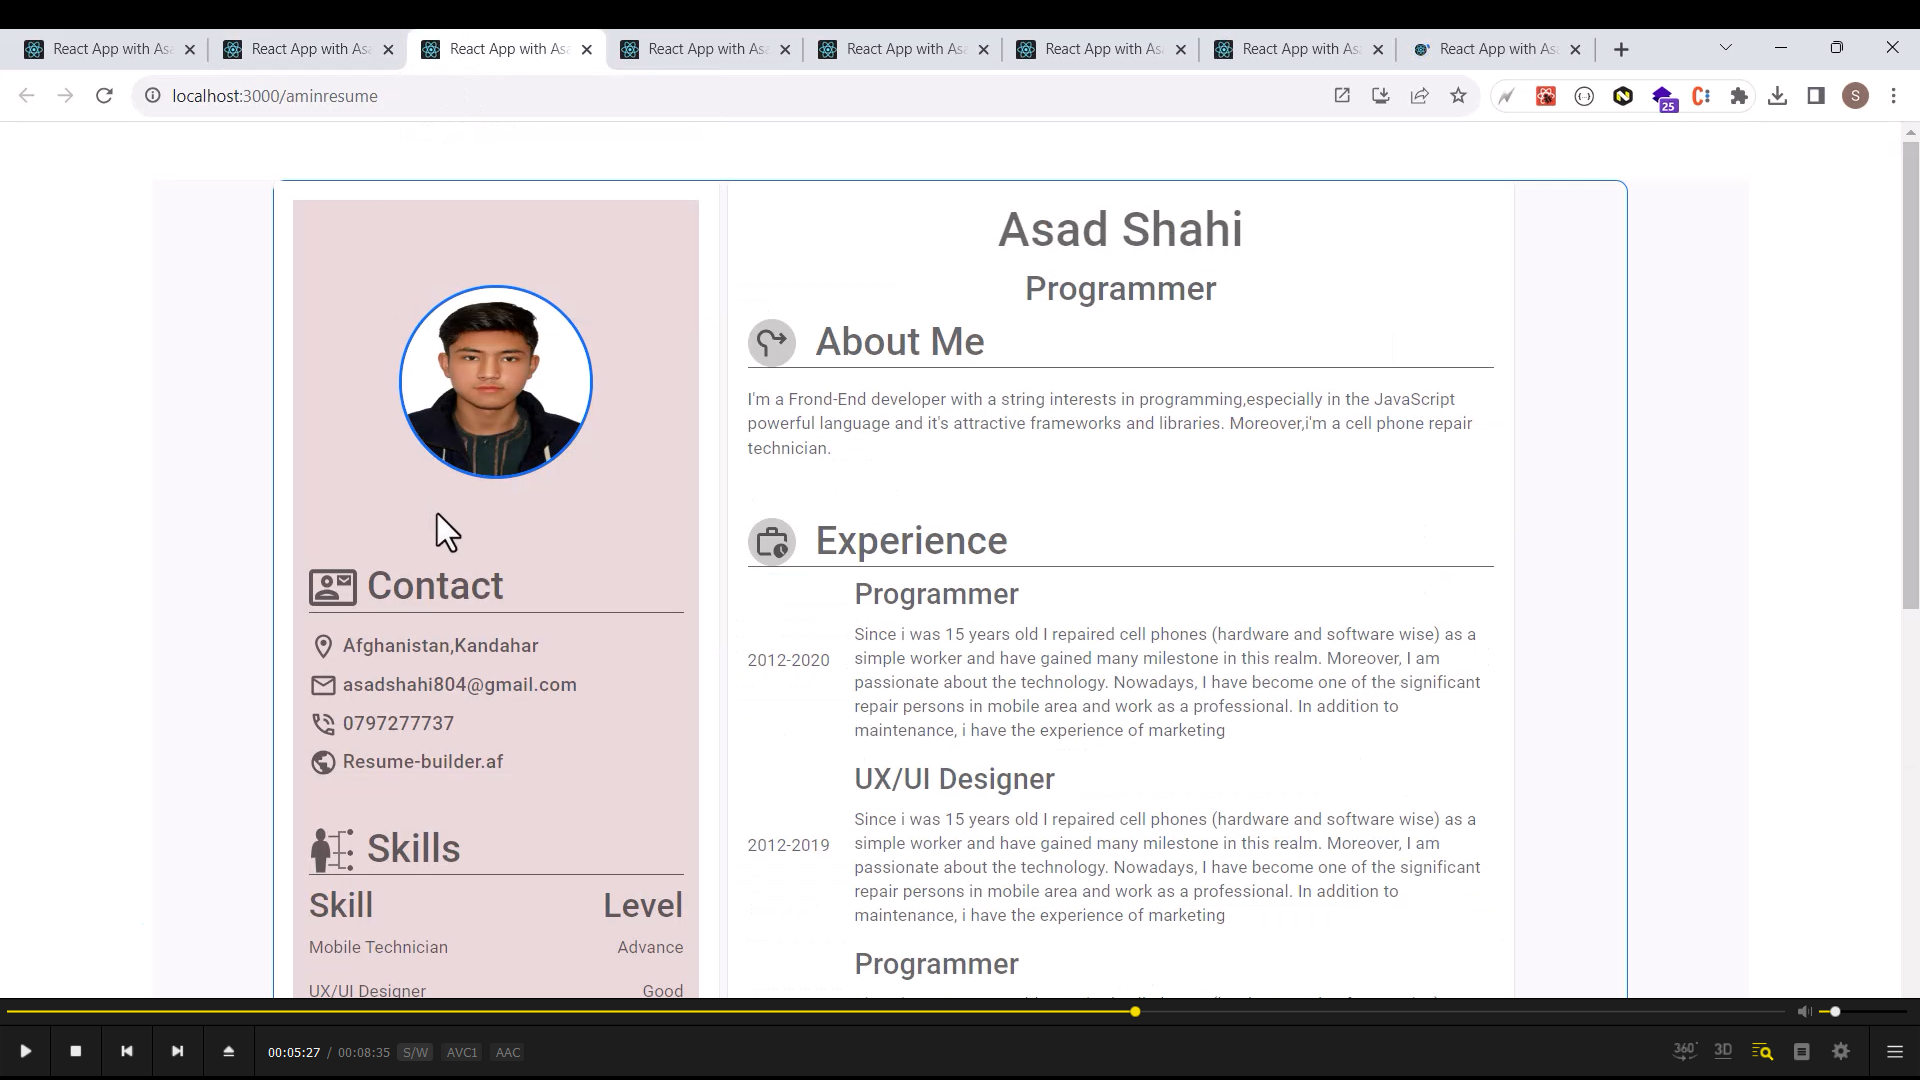 React App with Asa
React App with Asa
React App with Asa
React App with Asa
React App with Asa
React App with Asa
React App with Asa
React App with Asa
localhost:3000/aminresume
25
S
Asad Shahi
Programmer
About Me
I'm a Frond-End developer with a string interests in programming,especially in the JavaScript
powerful language and it's attractive frameworks and libraries. Moreover,i'm a cell phone repair
technician.
Experience
Programmer
2012-2020
Since i was 15 years old I repaired cell phones (hardware and software wise) as a
simple worker and have gained many milestone in this realm. Moreover, I am
passionate about the technology. Nowadays, I have become one of the significant
repair persons in mobile area and work as a professional. In addition to
maintenance, i have the experience of marketing
UX/UI Designer
2012-2019
Since i was 15 years old I repaired cell phones (hardware and software wise) as a
simple worker and have gained many milestone in this realm. Moreover, I am
passionate about the technology. Nowadays, I have become one of the significant
repair persons in mobile area and work as a professional. In addition to
maintenance, i have the experience of marketing
Programmer
Contact
Afghanistan,Kandahar
asadshahi804@gmail.com
0797277737
Resume-builder.af
Skills
Skill Level
Mobile Technician Advance
UX/UI Designer Good
00:05:27 / 00:08:35 S/W AVC1 AAC
360° 3D